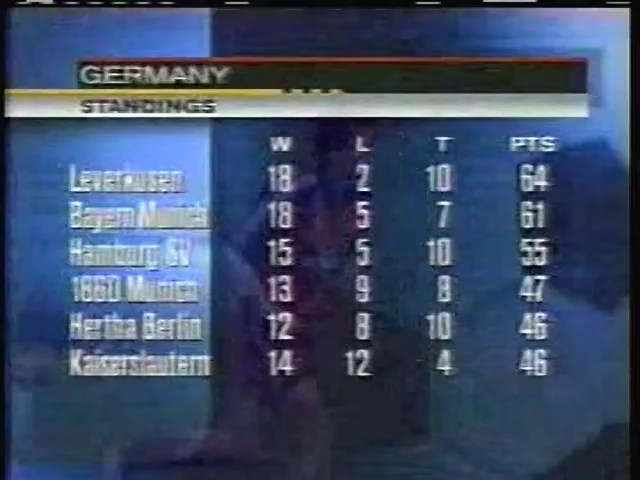 GERMANY
STANDINGS
W L T PTS
Leverkusen 18 2 10 64
Bayern Munich 18 5 7 61
Hamburg SV 15 5 10 55
1860 Munich 13 9 8 47
Hertha Berlin 12 8 10 46
Kaiserslautern 14 12 4 46